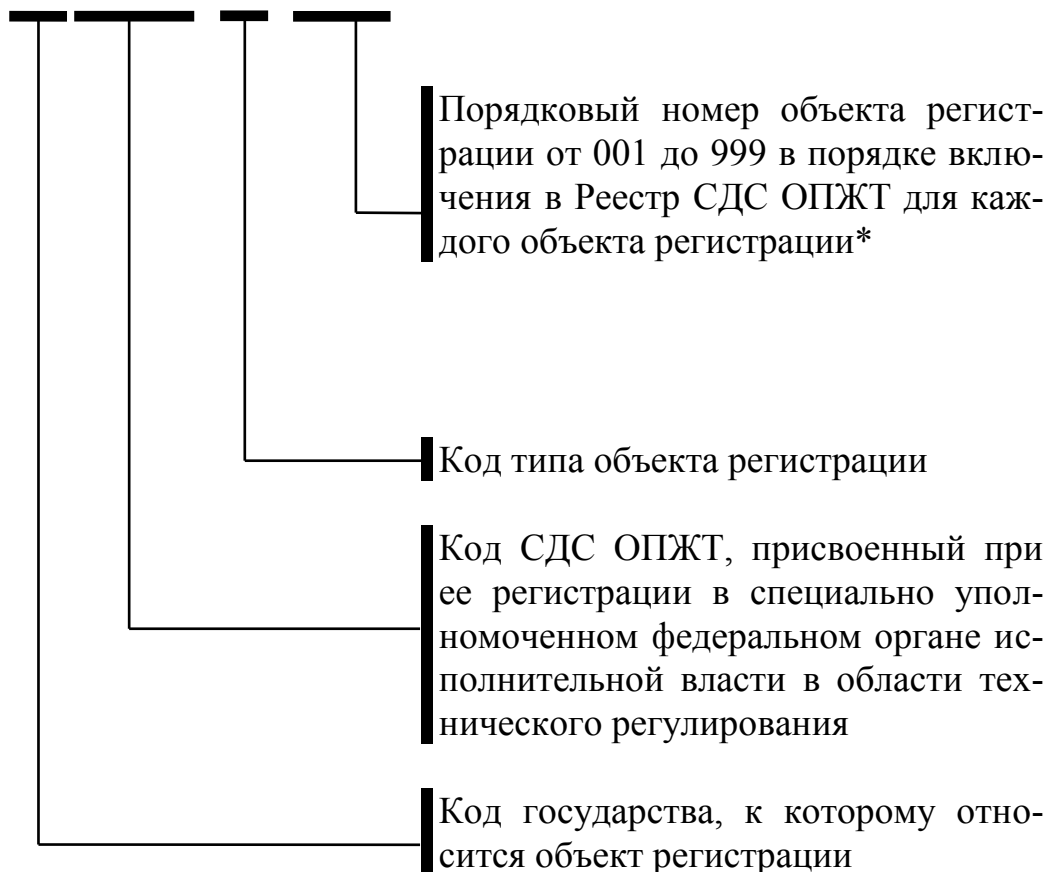 Порядковый номер объекта регист-
рации от 001 до 999 в порядке вклю-
чения в Реестр СДС ОПЖТ для каж-
дого объекта регистрации*
Код типа объекта регистрации
Код СДС ОПЖТ, присвоенный при
ее регистрации в специально упол-
номоченном федеральном органе ис-
полнительной власти в области тех-
нического регулирования
Код государства, к которому отно-
сится объект регистрации